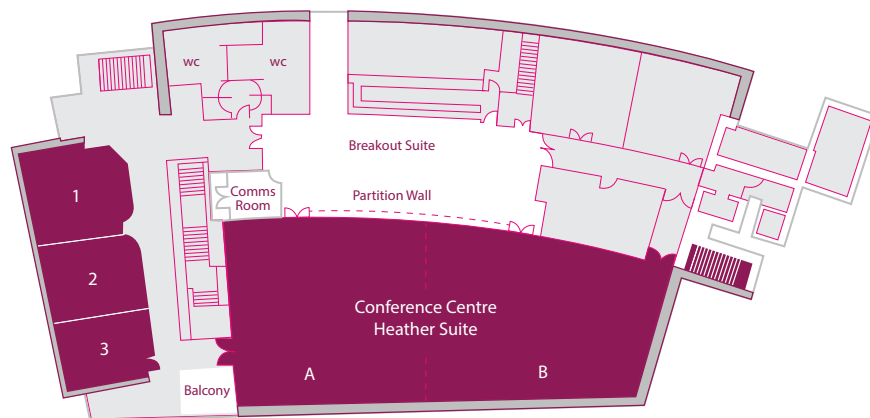 wc
wc
Breakout Suite
Comms
Room
Partition Wall
1
2
3
Conference Centre
Heather Suite
A
B
Balcony